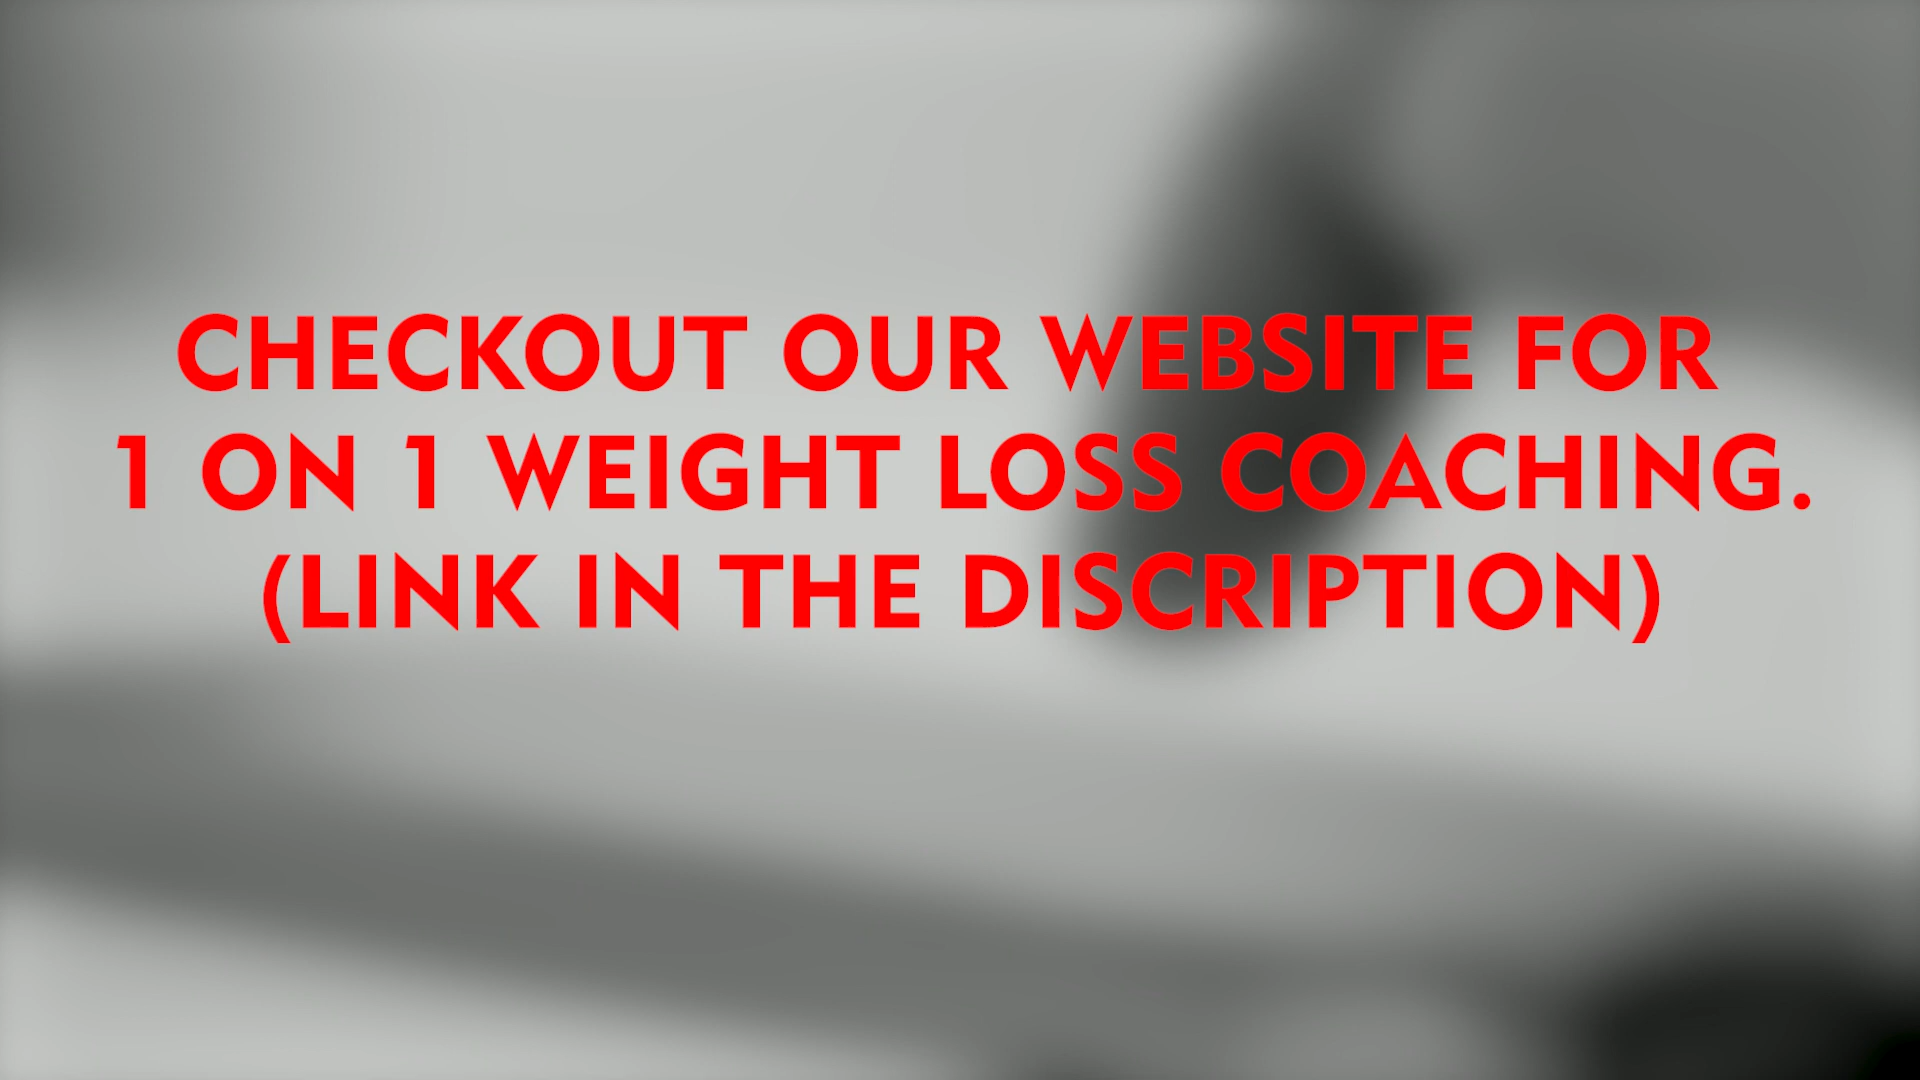 CHECKOUT OUR WEBSITE FOR
1 ON 1 WEIGHT LOSS COACHING.
(LINK IN THE DISCRIPTION)